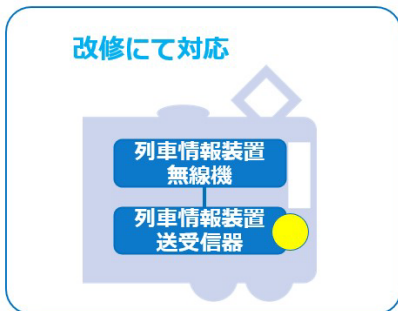 改修にて対応
列車情報装置
無線機
列車情報装置
送受信器